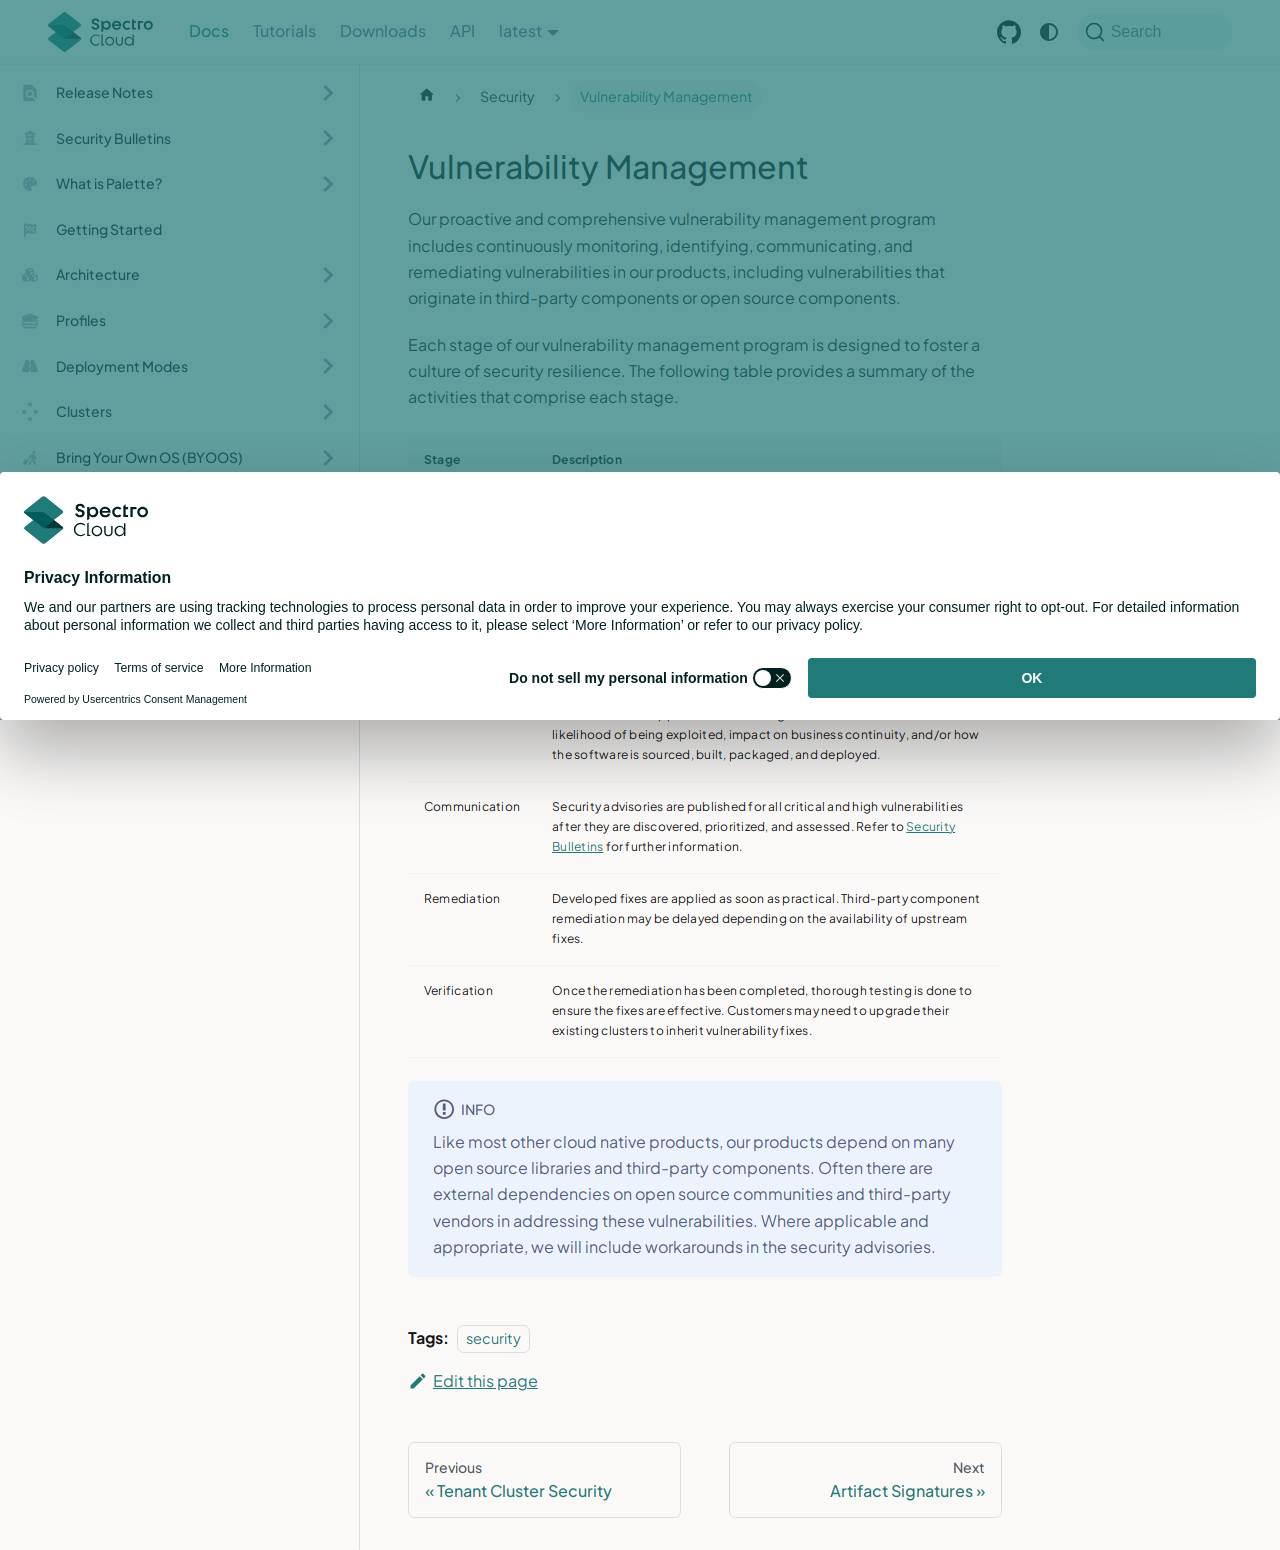 Spectro Cloud
Docs
Tutorials
Downloads
API
latest
Search
Release Notes
Security Bulletins
What is Palette?
Getting Started
Architecture
Profiles
Deployment Modes
Clusters
Bring Your Own OS (BYOOS)
Security
Vulnerability Management
Vulnerability Management
Our proactive and comprehensive vulnerability management program
includes continuously monitoring, identifying, communicating, and
remediating vulnerabilities in our products, including vulnerabilities that
originate in third-party components or open source components.
Each stage of our vulnerability management program is designed to foster a
culture of security resilience. The following table provides a summary of the
activities that comprise each stage.
Stage
Description
Spectro
Cloud
Privacy Information
We and our partners are using tracking technologies to process personal data in order to improve your experience. You may always exercise your consumer right to opt-out. For detailed information
about personal information we collect and third parties having access to it, please select ‘More Information’ or refer to our privacy policy.
Privacy policy
Terms of service
More Information
Powered by Usercentrics Consent Management
Do not sell my personal information
OK
likelihood of being exploited, impact on business continuity, and/or how
the software is sourced, built, packaged, and deployed.
Communication
Security advisories are published for all critical and high vulnerabilities
after they are discovered, prioritized, and assessed. Refer to Security
Bulletins for further information.
Remediation
Developed fixes are applied as soon as practical. Third-party component
remediation may be delayed depending on the availability of upstream
fixes.
Verification
Once the remediation has been completed, thorough testing is done to
ensure the fixes are effective. Customers may need to upgrade their
existing clusters to inherit vulnerability fixes.
INFO
Like most other cloud native products, our products depend on many
open source libraries and third-party components. Often there are
external dependencies on open source communities and third-party
vendors in addressing these vulnerabilities. Where applicable and
appropriate, we will include workarounds in the security advisories.
Tags:
security
Edit this page
Previous
« Tenant Cluster Security
Next
Artifact Signatures »